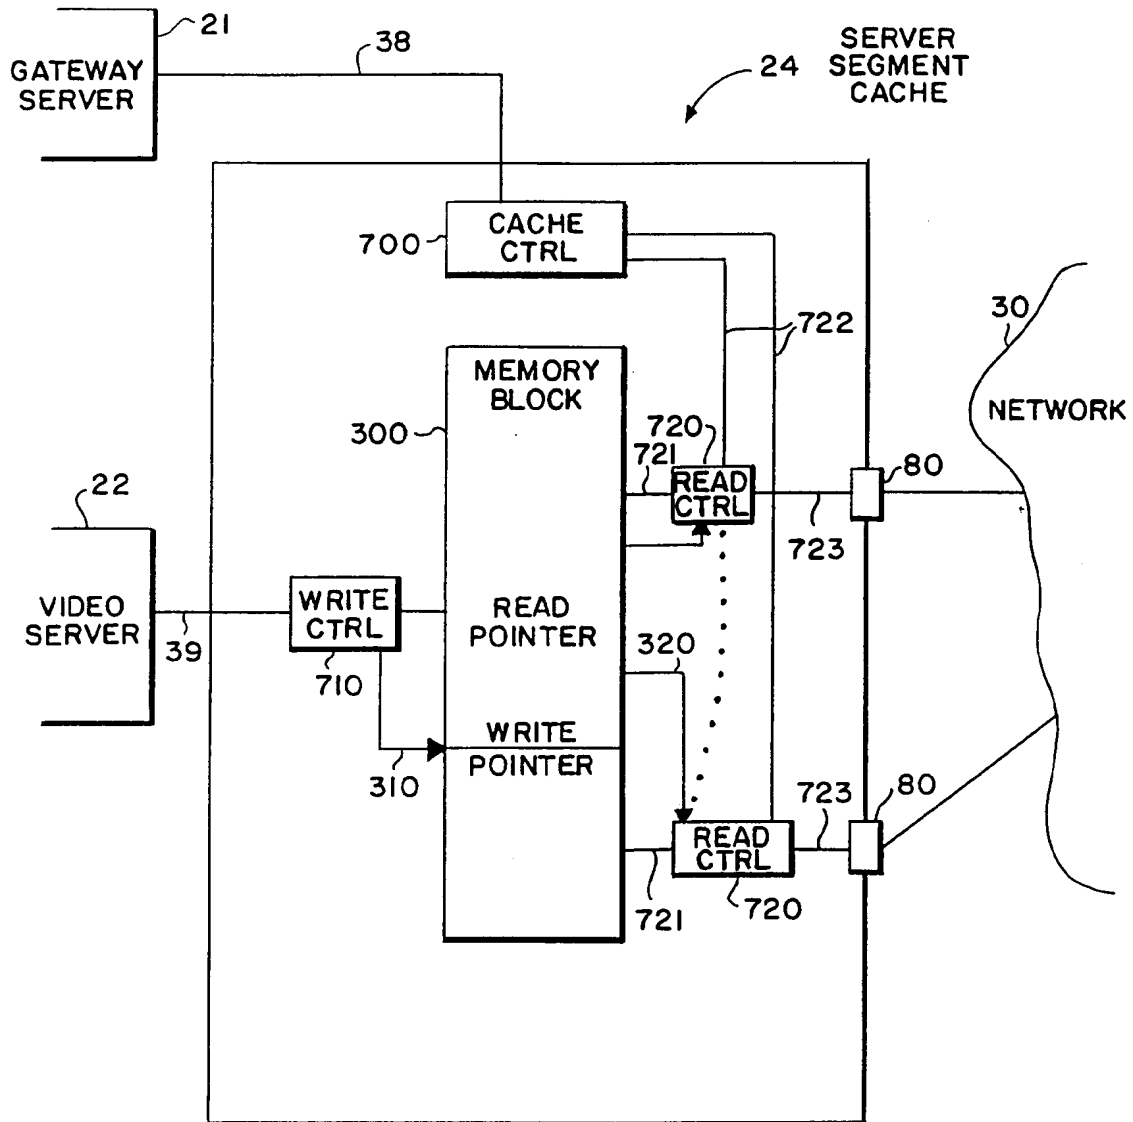 21
GATEWAY
SERVER
38
24
SERVER
SEGMENT
CACHE
700
CACHE
CTRL
722
30
NETWORK
MEMORY
BLOCK
300
720
721
READ
CTRL
80
723
22
VIDEO
SERVER
39
WRITE
CTRL
710
READ
POINTER
320
310
WRITE
POINTER
723
80
READ
CTRL
721
720